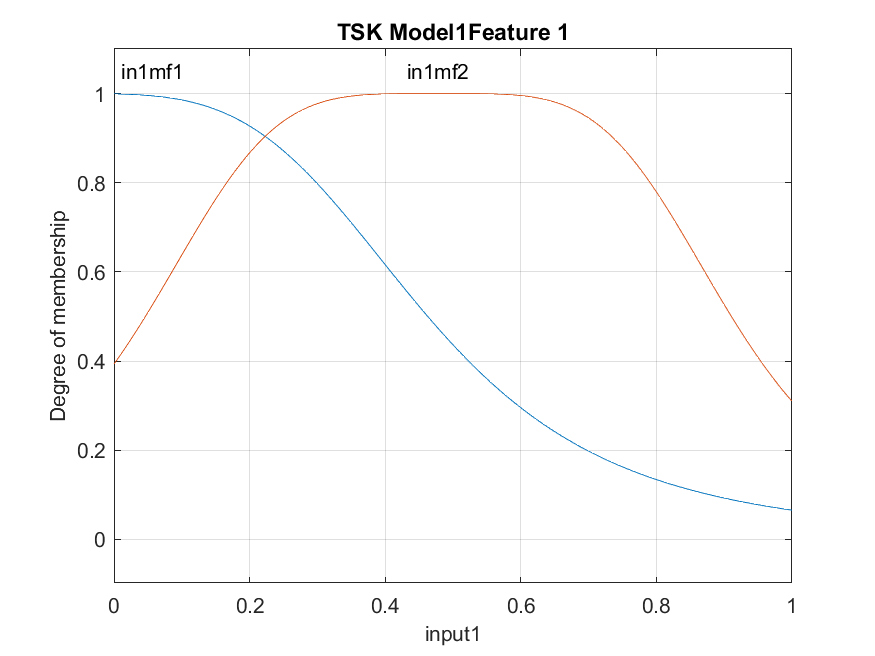 TSK Model1Feature 1
in1mf1 in1mf2
1
0.8
0.6
0.4
0.2
0
Degree of membership
0 0.2 0.4 0.6 0.8 1
input1